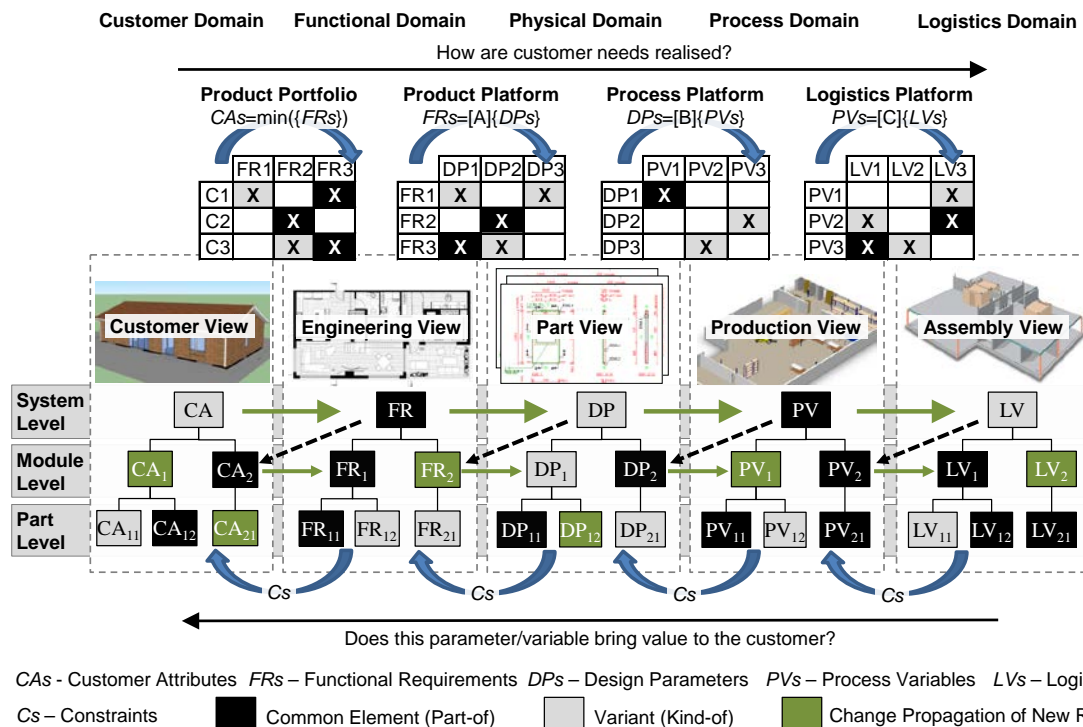 Customer Domain Functional Domain Physical Domain Process Domain Logistics Domain
How are customer needs realised?
Product Portfolio Product Platform Process Platform Logistics Platform
CAs=min({FRs}) FRs=[A]{DPs} DPs=[B]{PVs} PVs=[C]{LVs}
FR1 FR2 FR3 DP1 DP2 DP3 PV1 PV2 PV3 LV1 LV2 LV3
C1 X X FR1 X X DP1 X PV1 X
C2 X FR2 X DP2 X PV2 X X
C3 X X FR3 X X DP3 X PV3 X X
Customer View Engineering View Part View Production View Assembly View
System Level CA FR DP PV LV
Module Level CA1 CA2 FR1 FR2 DP1 DP2 PV1 PV2 LV1 LV2
Part Level CA11 CA12 CA21 FR11 FR12 FR21 DP11 DP12 DP21 PV11 PV12 PV21 LV11 LV12 LV21
Cs Cs Cs Cs
Does this parameter/variable bring value to the customer?
CAs - Customer Attributes FRs – Functional Requirements DPs – Design Parameters PVs – Process Variables LVs – Logi
Cs – Constraints Common Element (Part-of) Variant (Kind-of) Change Propagation of New